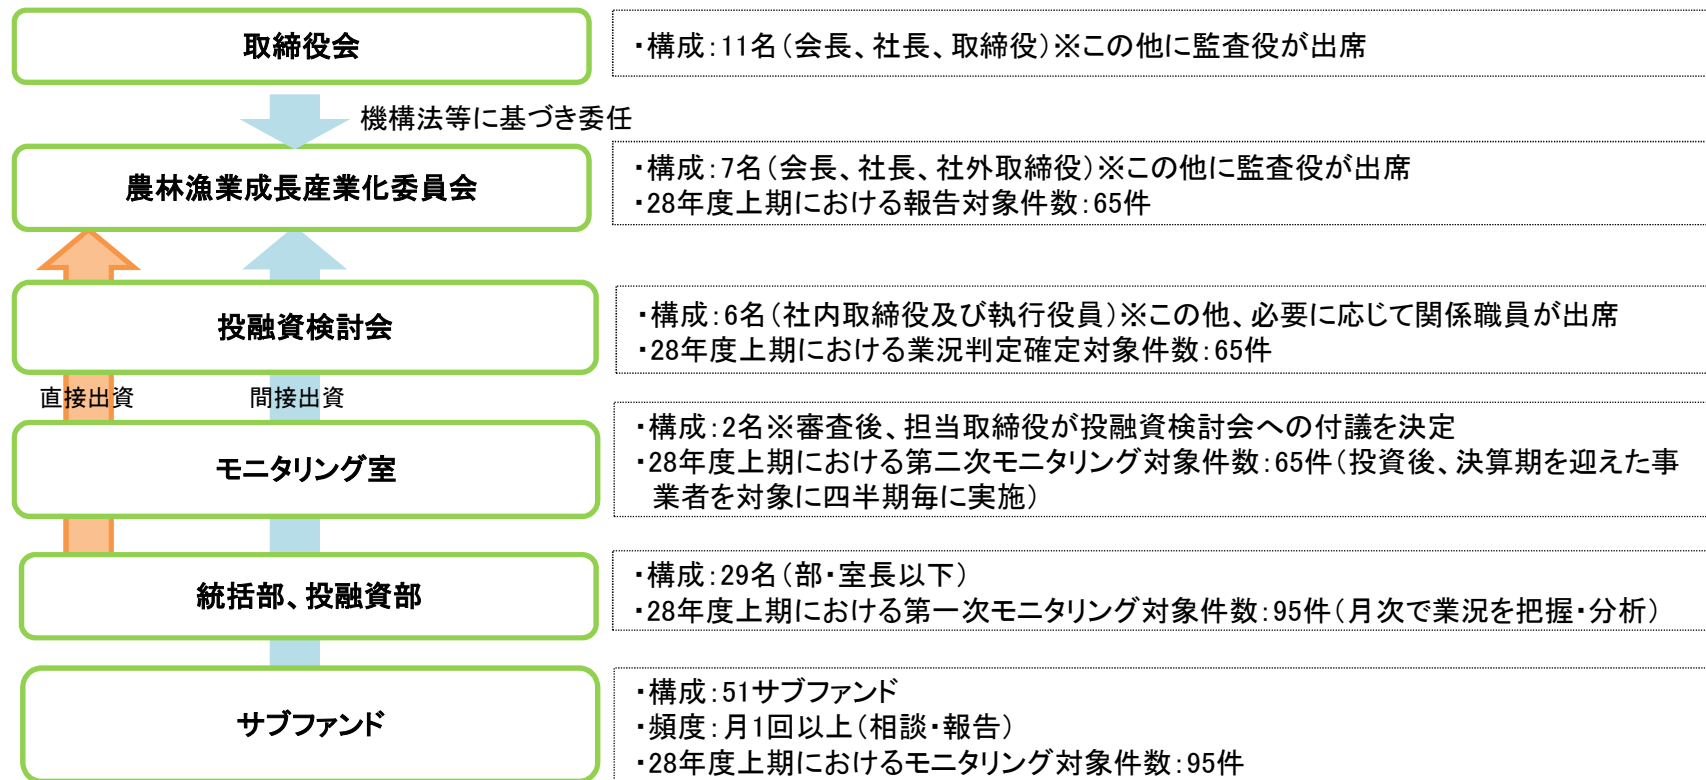 取締役会
・構成：11名（会長、社長、取締役）※この他に監査役が出席
機構法等に基づき委任
農林漁業成長産業化委員会
・構成：7名（会長、社長、社外取締役）※この他に監査役が出席
・28年度上期における報告対象件数：65件
投融資検討会
・構成：6名（社内取締役及び執行役員）※この他、必要に応じて関係職員が出席
・28年度上期における業況判定確定対象件数：65件
直接出資
間接出資
モニタリング室
・構成：2名※審査後、担当取締役が投融資検討会への付議を決定
・28年度上期における第二次モニタリング対象件数：65件（投資後、決算期を迎えた事
業者を対象に四半期毎に実施）
統括部、投融資部
・構成：29名（部・室長以下）
・28年度上期における第一次モニタリング対象件数：95件（月次で業況を把握・分析）
サブファンド
・構成：51サブファンド
・頻度：月1回以上（相談・報告）
・28年度上期におけるモニタリング対象件数：95件